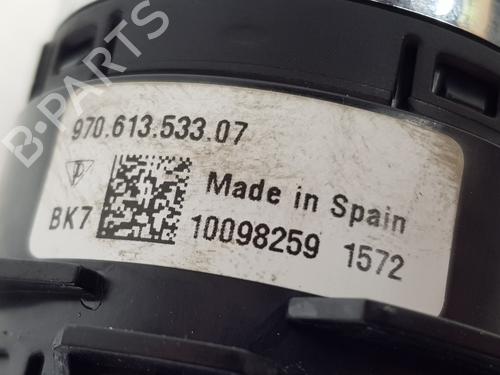 B-PARTS
970.613.533.07
Made in Spain
BK7
10098259 1572